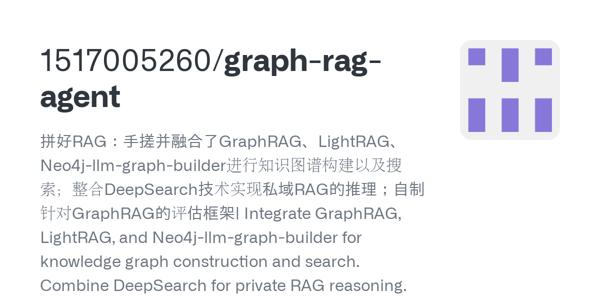 1517005260/graph-rag-
agent
拼好RAG：手搓并融合了GraphRAG、LightRAG、
Neo4j-llm-graph-builder进行知识图谱构建以及搜
索；整合DeepSearch技术实现私域RAG的推理；自制
针对GraphRAG的评估框架| Integrate GraphRAG,
LightRAG, and Neo4j-llm-graph-builder for
knowledge graph construction and search.
Combine DeepSearch for private RAG reasoning.